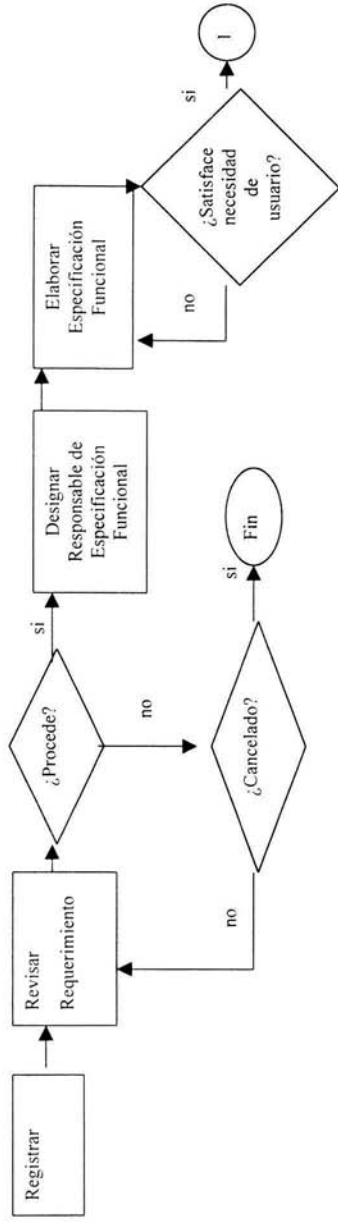 Registrar
Revisar
Requerimiento
¿Procede?
si
no
¿Cancelado?
no
si
Fin
Designar
Responsable de
Especificación
Funcional
Elaborar
Especificación
Funcional
¿Satisface
necesidad
de
usuario?
no
si
1